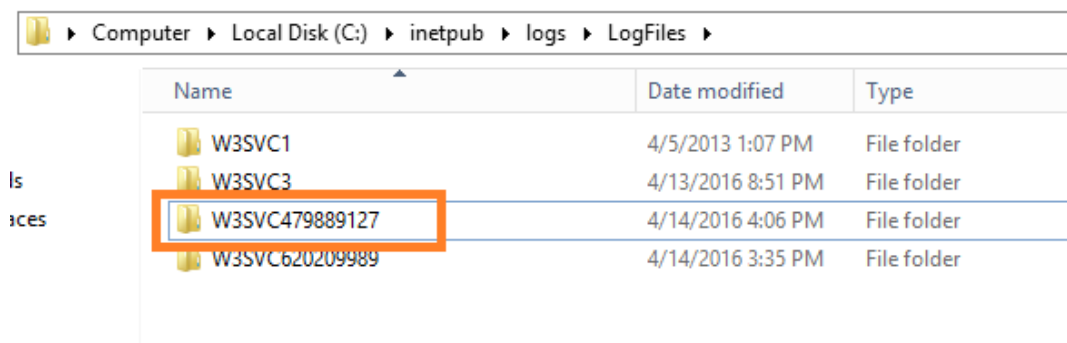 Computer Local Disk (C:) inetpub logs LogFiles
Name Date modified Type
W3SVC1 4/5/2013 1:07 PM File folder
ls W3SVC3 4/13/2016 8:51 PM File folder
aces W3SVC479889127 4/14/2016 4:06 PM File folder
W3SVC620209989 4/14/2016 3:35 PM File folder